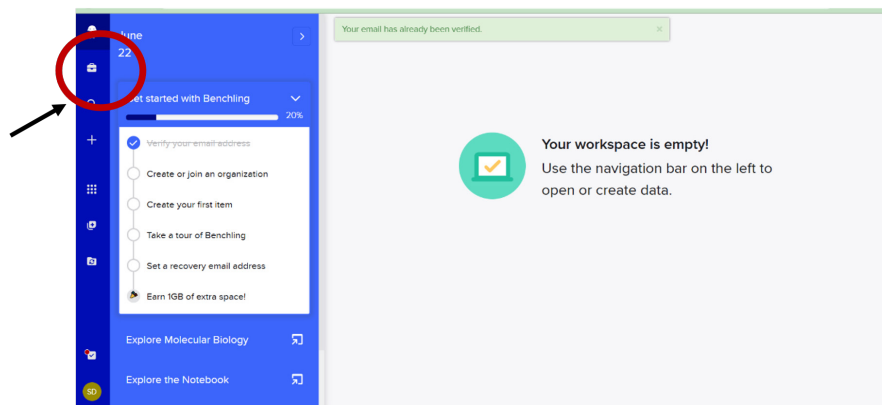 June
22
Your email has already been verified.
Get started with Benchling
20%
Verify your email address
Create or join an organization
Create your first item
Take a tour of Benchling
Set a recovery email address
Earn 1GB of extra space!
Explore Molecular Biology
Explore the Notebook
SD
Your workspace is empty!
Use the navigation bar on the left to
open or create data.